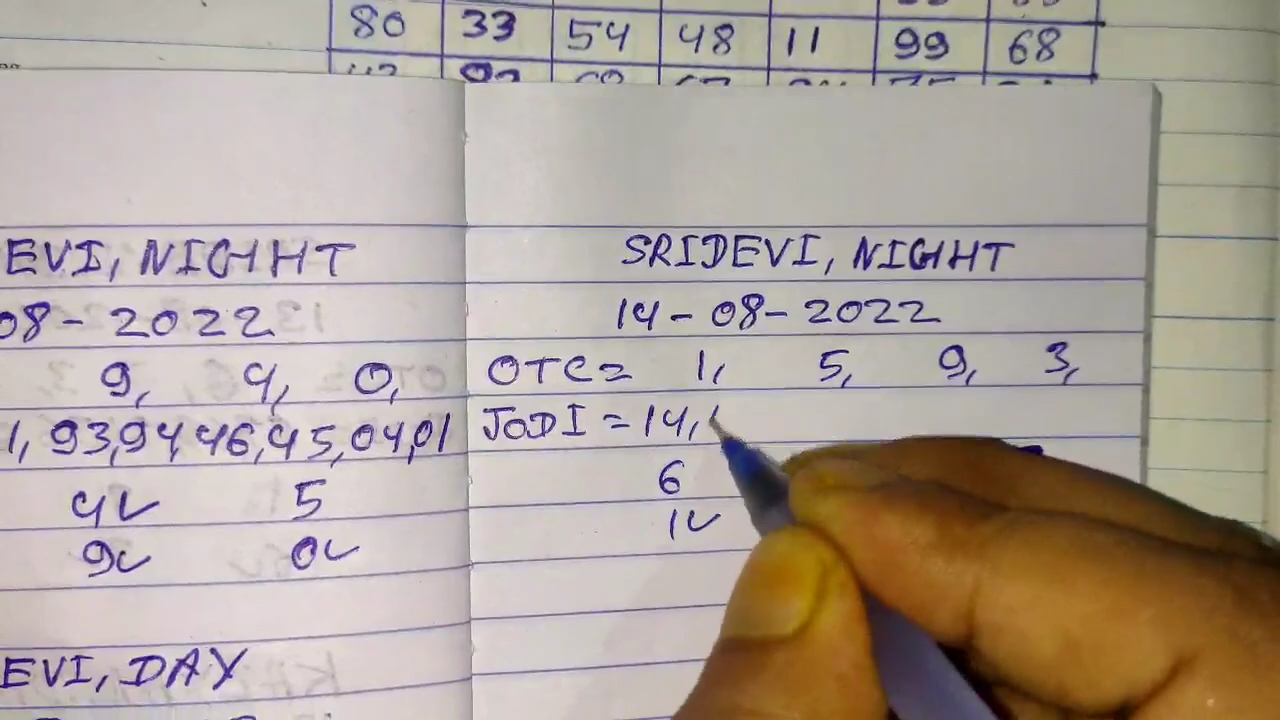 80 33 54 48 11 99 68
EVI, NIGHT
08-2022
9, 4, 0,
1, 93,94,46,45,04,01
4✓ 5
9✓ 0✓
EVI, DAY
SRIDEVI, NIGHT
14-08-2022
OTC= 1, 5, 9, 3,
JODI=14,
6
1✓